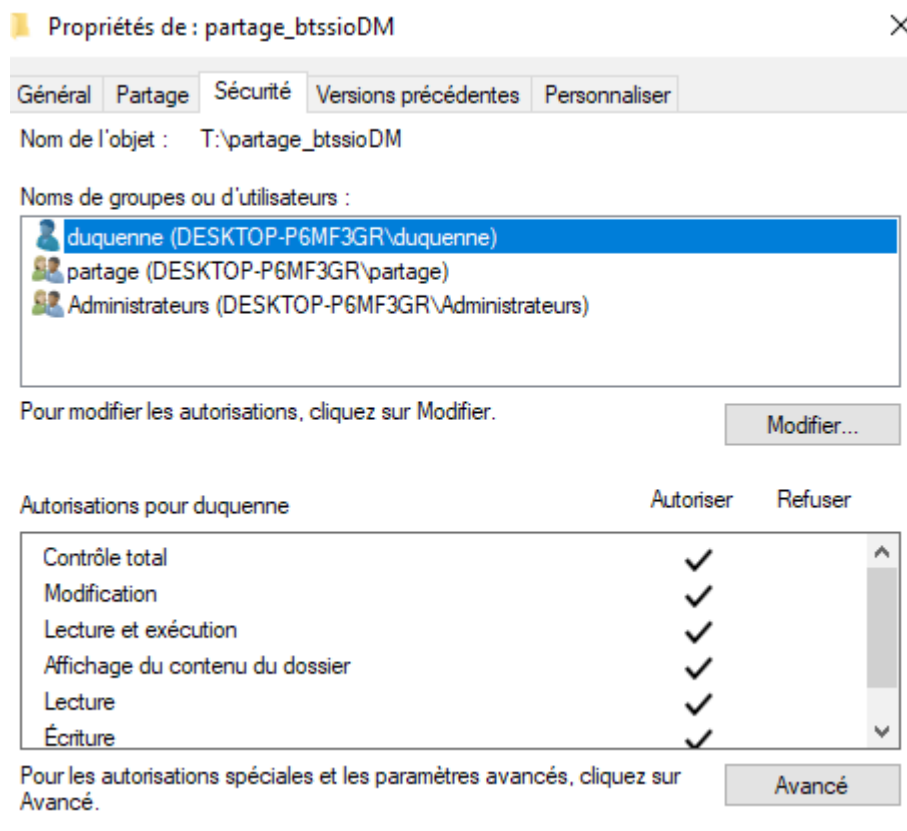 Propriétés de : partage_btssioDM
Général Partage Sécurité Versions précédentes Personnaliser
Nom de l'objet : T:\partage_btssioDM
Noms de groupes ou d'utilisateurs :
duquenne (DESKTOP-P6MF3GR\duquenne)
partage (DESKTOP-P6MF3GR\partage)
Administrateurs (DESKTOP-P6MF3GR\Administrateurs)
Pour modifier les autorisations, cliquez sur Modifier.
Modifier...
Autorisations pour duquenne Autoriser Refuser
Contrôle total
Modification
Lecture et exécution
Affichage du contenu du dossier
Lecture
Écriture
Pour les autorisations spéciales et les paramètres avancés, cliquez sur
Avancé.
Avancé